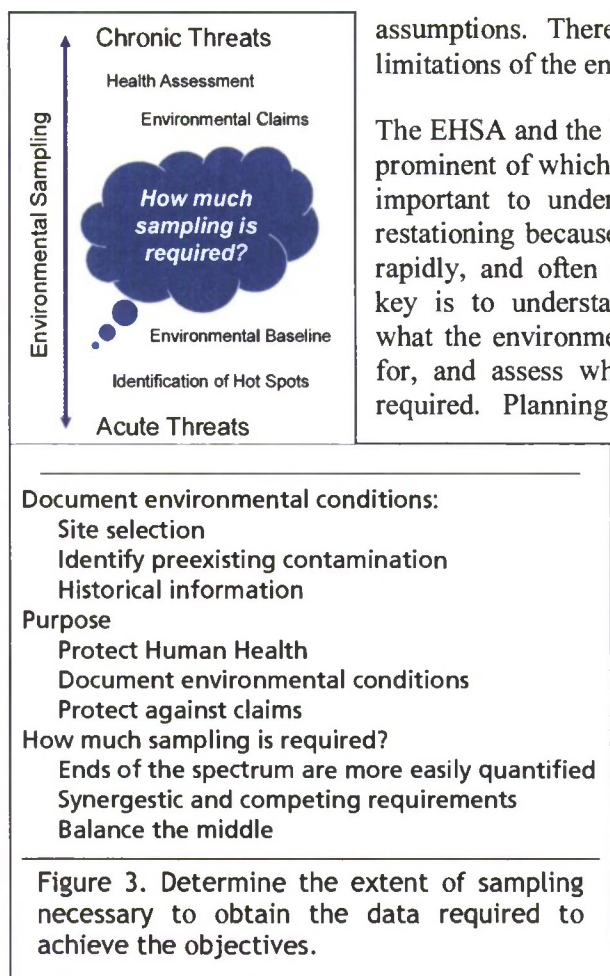 Environmental Sampling
Chronic Threats
Health Assessment
Environmental Claims
How much
sampling is
required?
Environmental Baseline
Identification of Hot Spots
Acute Threats
assumptions. There
limitations of the en
The EHSA and the
prominent of which
important to under
restationing because
rapidly, and often
key is to understa
what the environme
for, and assess wh
required. Planning
Document environmental conditions:
Site selection
Identify preexisting contamination
Historical information
Purpose
Protect Human Health
Document environmental conditions
Protect against claims
How much sampling is required?
Ends of the spectrum are more easily quantified
Synergestic and competing requirements
Balance the middle
Figure 3. Determine the extent of sampling
necessary to obtain the data required to
achieve the objectives.